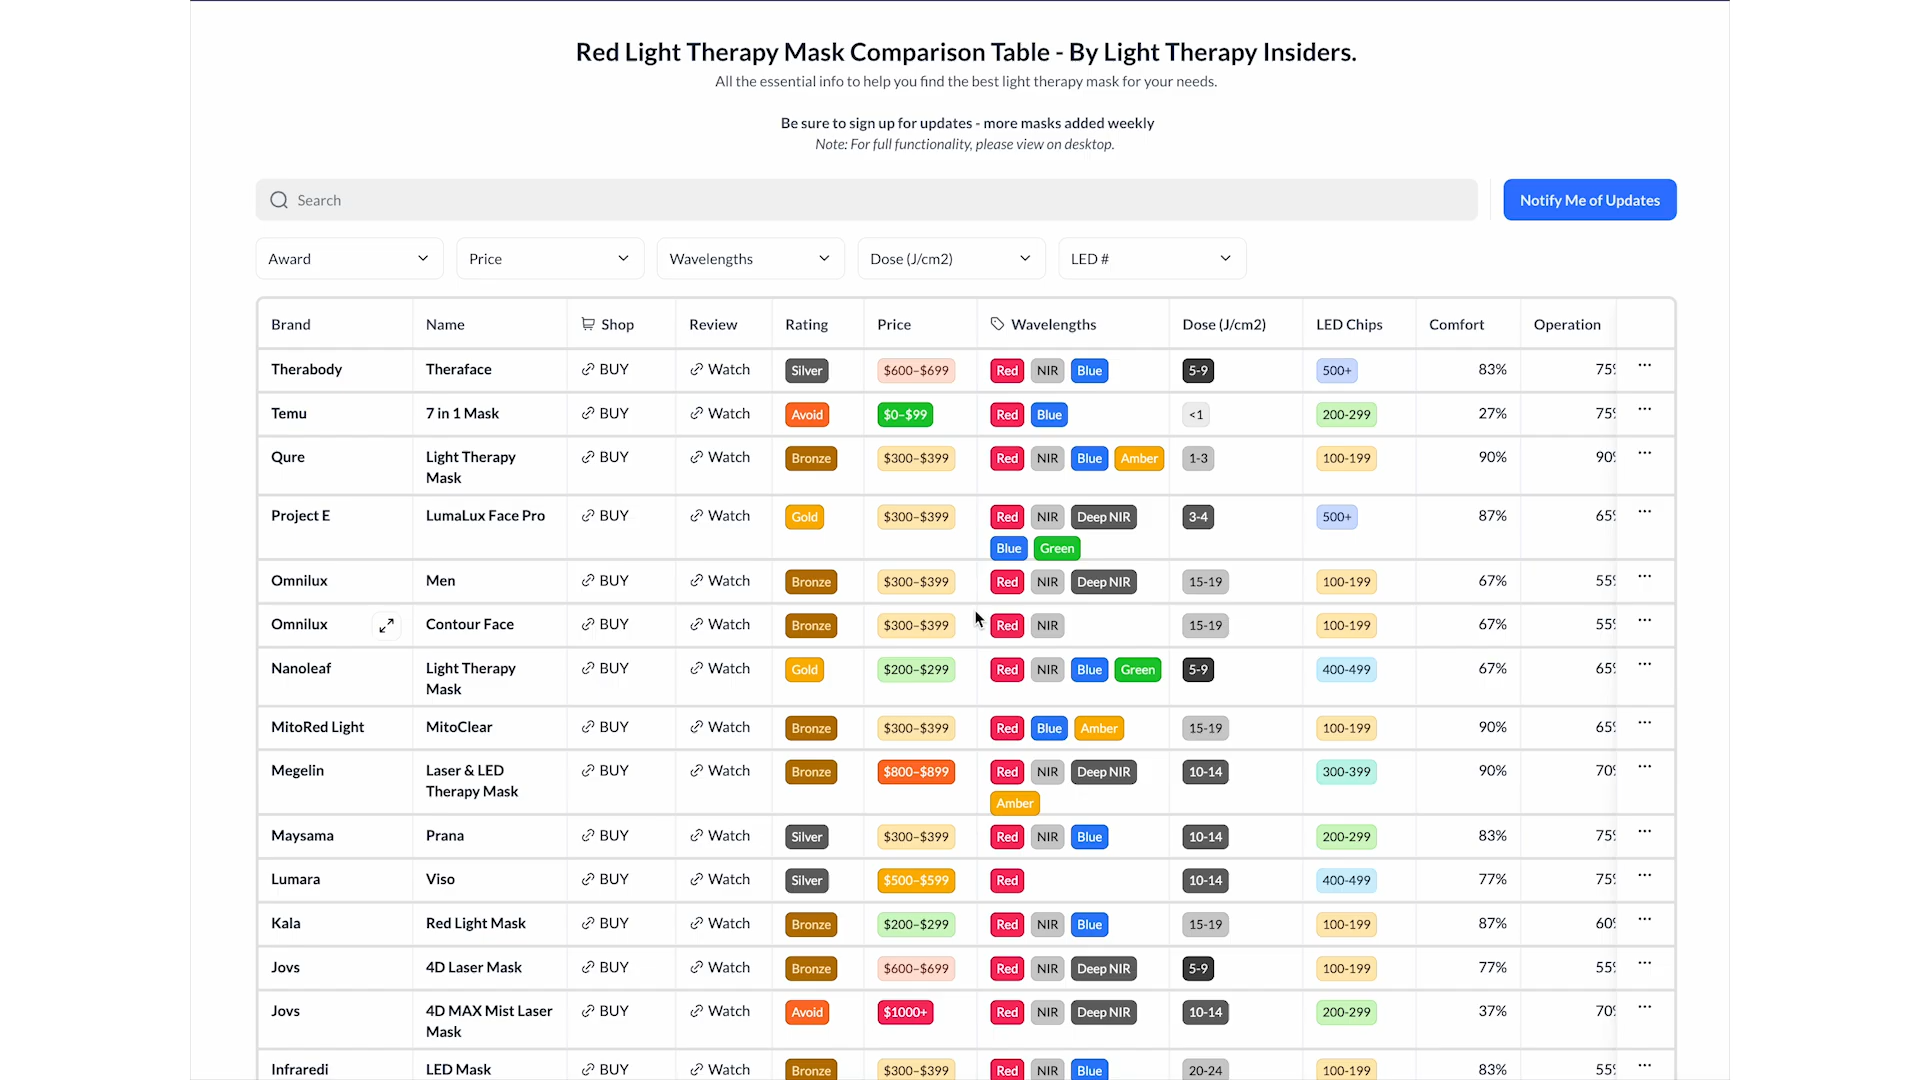 Red Light Therapy Mask Comparison Table - By Light Therapy Insiders.
All the essential info to help you find the best light therapy mask for your needs.
Be sure to sign up for updates - more masks added weekly
Note: For full functionality, please view on desktop.
Search
Notify Me of Updates
Award Price Wavelengths Dose (J/cm2) LED #
Brand Name Shop Review Rating Price Wavelengths Dose (J/cm2) LED Chips Comfort Operation
Therabody Theraface BUY Watch Silver $600–$699 Red NIR Blue 5-9 500+ 83% 75%
Temu 7 in 1 Mask BUY Watch Avoid $0–$99 Red Blue <1 200-299 27% 75%
Qure Light Therapy BUY Watch Bronze $300–$399 Red NIR Blue Amber 1-3 100-199 90% 90%
Mask
Project E LumaLux Face Pro BUY Watch Gold $300–$399 Red NIR Deep NIR 3-4 500+ 87% 65%
Blue Green
Omnilux Men BUY Watch Bronze $300–$399 Red NIR Deep NIR 15-19 100-199 67% 55%
Omnilux Contour Face BUY Watch Bronze $300–$399 Red NIR 15-19 100-199 67% 55%
Nanoleaf Light Therapy BUY Watch Gold $200–$299 Red NIR Blue Green 5-9 400-499 67% 65%
Mask
MitoRed Light MitoClear BUY Watch Bronze $300–$399 Red Blue Amber 15-19 100-199 90% 65%
Megelin Laser & LED BUY Watch Bronze $800–$899 Red NIR Deep NIR 10-14 300-399 90% 70%
Therapy Mask Amber
Maysama Prana BUY Watch Silver $300–$399 Red NIR Blue 10-14 200-299 83% 75%
Lumara Viso BUY Watch Silver $500–$599 Red 10-14 400-499 77% 75%
Kala Red Light Mask BUY Watch Bronze $200–$299 Red NIR Blue 15-19 100-199 87% 60%
Jovs 4D Laser Mask BUY Watch Bronze $600–$699 Red NIR Deep NIR 5-9 100-199 77% 55%
Jovs 4D MAX Mist Laser BUY Watch Avoid $1000+ Red NIR Deep NIR 10-14 200-299 37% 70%
Mask
Infraredi LED Mask BUY Watch Bronze $300–$399 Red NIR Blue 20-24 100-199 83% 55%